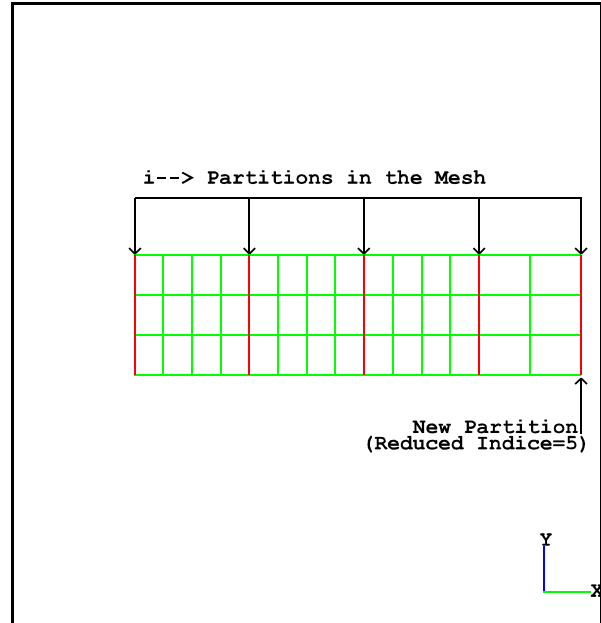 i--> Partitions in the Mesh
New Partition
(Reduced Indice=5)
Y
X